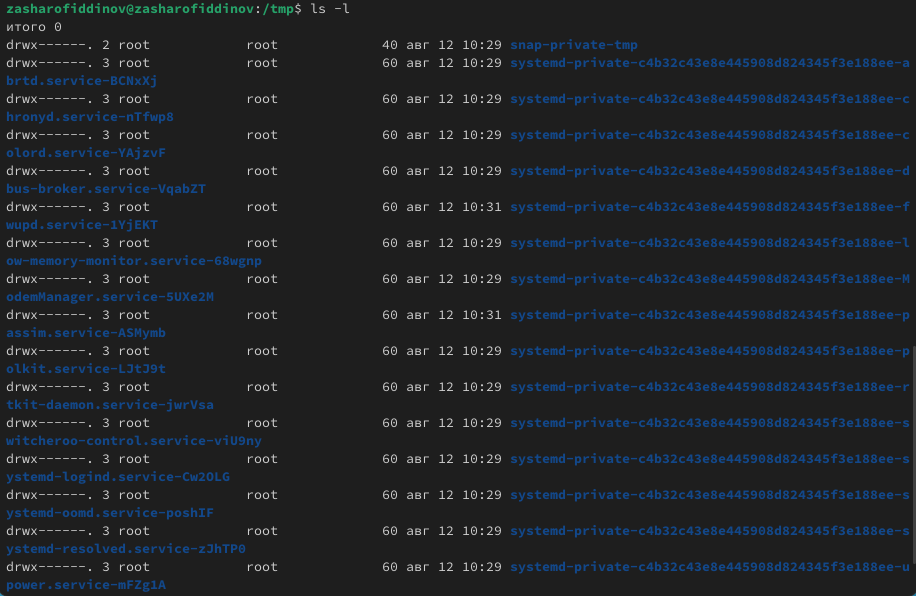 zasharofiddinov@zasharofiddinov:/tmp$ ls -l
итого 0
drwx------. 2 root            root             40 авг 12 10:29 snap-private-tmp
drwx------. 3 root            root             60 авг 12 10:29 systemd-private-c4b32c43e8e445908d824345f3e188ee-a
brtd.service-BCNxXj
drwx------. 3 root            root             60 авг 12 10:29 systemd-private-c4b32c43e8e445908d824345f3e188ee-c
hronyd.service-nTfwp8
drwx------. 3 root            root             60 авг 12 10:29 systemd-private-c4b32c43e8e445908d824345f3e188ee-c
olord.service-YAjzvF
drwx------. 3 root            root             60 авг 12 10:29 systemd-private-c4b32c43e8e445908d824345f3e188ee-d
bus-broker.service-VqabZT
drwx------. 3 root            root             60 авг 12 10:31 systemd-private-c4b32c43e8e445908d824345f3e188ee-f
wupd.service-1YjEKT
drwx------. 3 root            root             60 авг 12 10:29 systemd-private-c4b32c43e8e445908d824345f3e188ee-l
ow-memory-monitor.service-68wgnp
drwx------. 3 root            root             60 авг 12 10:29 systemd-private-c4b32c43e8e445908d824345f3e188ee-M
odemManager.service-5UXe2M
drwx------. 3 root            root             60 авг 12 10:31 systemd-private-c4b32c43e8e445908d824345f3e188ee-p
assim.service-ASMymb
drwx------. 3 root            root             60 авг 12 10:29 systemd-private-c4b32c43e8e445908d824345f3e188ee-p
olkit.service-LJtJ9t
drwx------. 3 root            root             60 авг 12 10:29 systemd-private-c4b32c43e8e445908d824345f3e188ee-r
tkit-daemon.service-jwrVsa
drwx------. 3 root            root             60 авг 12 10:29 systemd-private-c4b32c43e8e445908d824345f3e188ee-s
witcheroo-control.service-viU9ny
drwx------. 3 root            root             60 авг 12 10:29 systemd-private-c4b32c43e8e445908d824345f3e188ee-s
ystemd-logind.service-Cw2OLG
drwx------. 3 root            root             60 авг 12 10:29 systemd-private-c4b32c43e8e445908d824345f3e188ee-s
ystemd-oomd.service-poshIF
drwx------. 3 root            root             60 авг 12 10:29 systemd-private-c4b32c43e8e445908d824345f3e188ee-s
ystemd-resolved.service-zJhTP0
drwx------. 3 root            root             60 авг 12 10:29 systemd-private-c4b32c43e8e445908d824345f3e188ee-u
power.service-mFZg1A